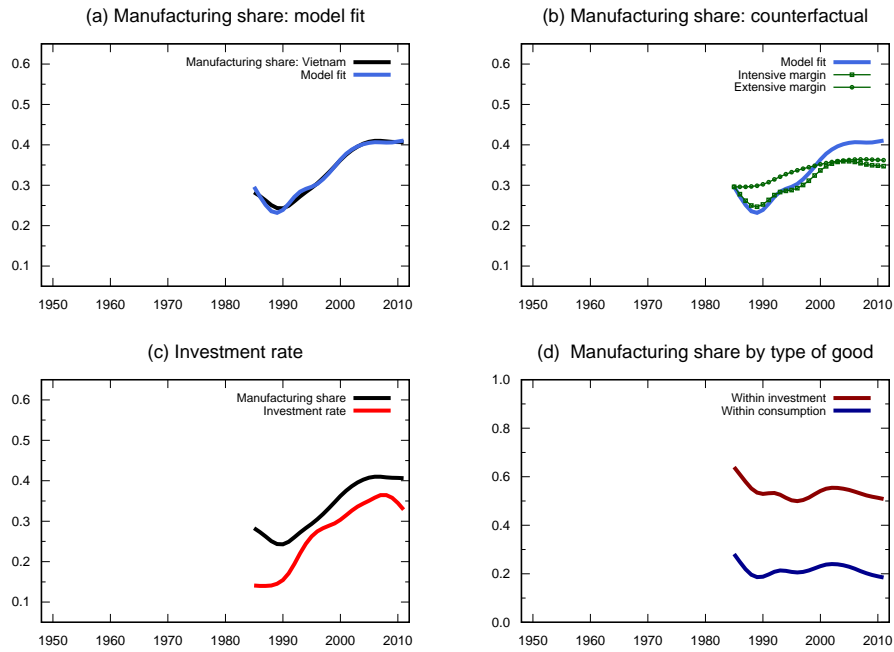 (a) Manufacturing share: model fit
Manufacturing share: Vietnam
Model fit
0.6
0.5
0.4
0.3
0.2
0.1
1950 1960 1970 1980 1990 2000 2010
(b) Manufacturing share: counterfactual
Model fit
Intensive margin
Extensive margin
0.6
0.5
0.4
0.3
0.2
0.1
1950 1960 1970 1980 1990 2000 2010
(c) Investment rate
Manufacturing share
Investment rate
0.6
0.5
0.4
0.3
0.2
0.1
1950 1960 1970 1980 1990 2000 2010
(d) Manufacturing share by type of good
Within investment
Within consumption
1.0
0.8
0.6
0.4
0.2
0.0
1950 1960 1970 1980 1990 2000 2010